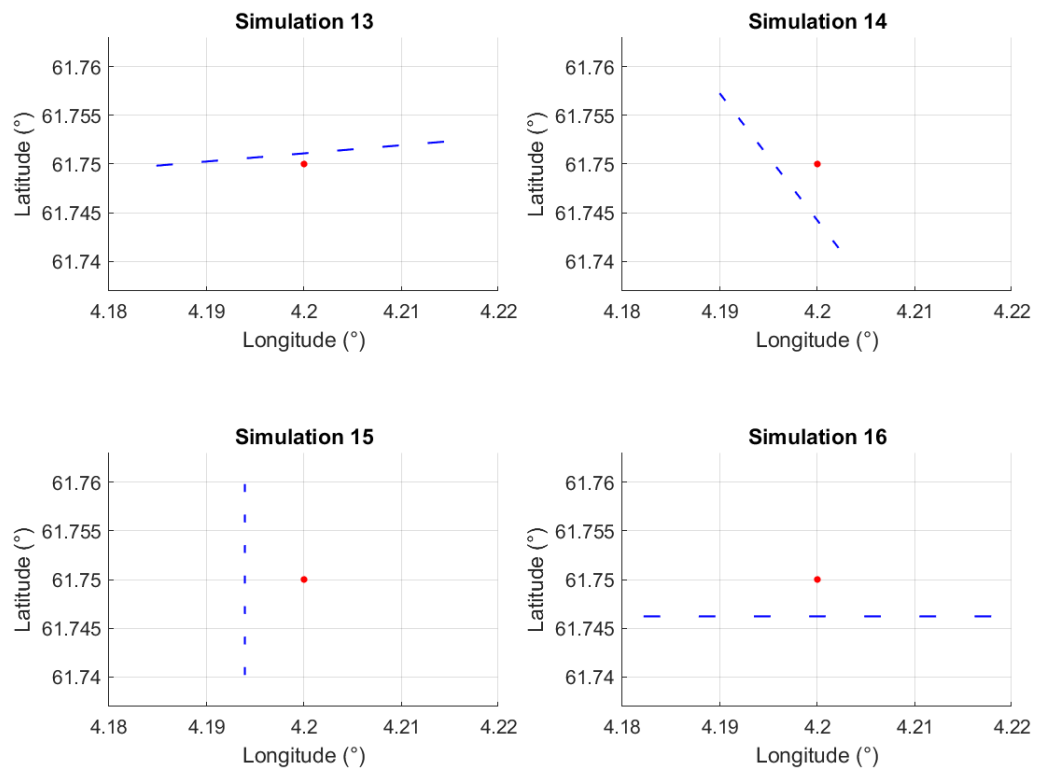 Simulation 13
61.76
61.755
61.75
61.745
61.74
Latitude (°)
4.18 4.19 4.2 4.21 4.22
Longitude (°)
Simulation 14
61.76
61.755
61.75
61.745
61.74
Latitude (°)
4.18 4.19 4.2 4.21 4.22
Longitude (°)
Simulation 15
61.76
61.755
61.75
61.745
61.74
Latitude (°)
4.18 4.19 4.2 4.21 4.22
Longitude (°)
Simulation 16
61.76
61.755
61.75
61.745
61.74
Latitude (°)
4.18 4.19 4.2 4.21 4.22
Longitude (°)